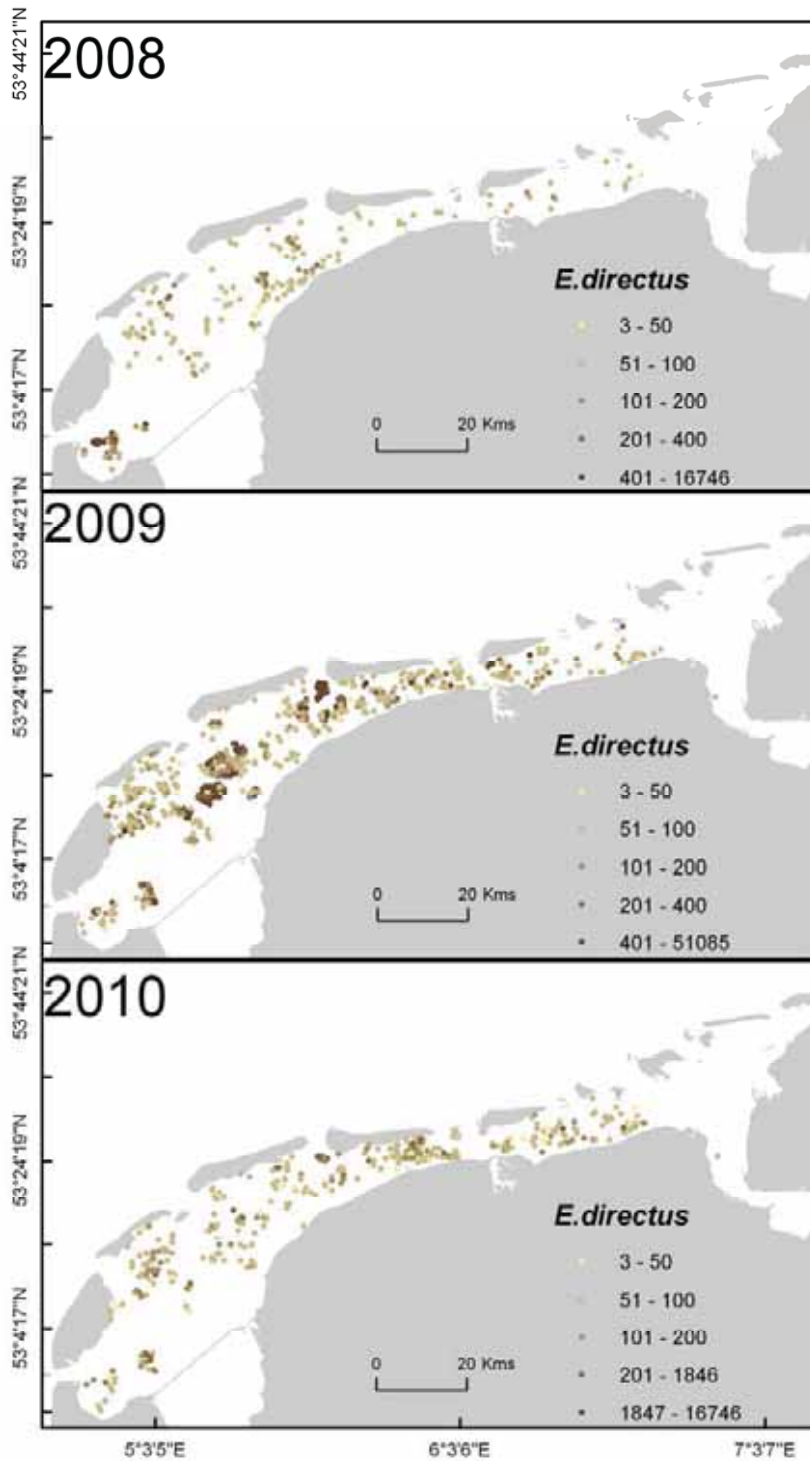 2008
53°44'21"N
53°24'19"N
53°4'17"N
E.directus
3 - 50
51 - 100
101 - 200
201 - 400
401 - 16746
0 20 Kms
2009
53°44'21"N
53°24'19"N
53°4'17"N
E.directus
3 - 50
51 - 100
101 - 200
201 - 400
401 - 51085
0 20 Kms
2010
53°44'21"N
53°24'19"N
53°4'17"N
E.directus
3 - 50
51 - 100
101 - 200
201 - 1846
1847 - 16746
0 20 Kms
5°3'5"E 6°3'6"E 7°3'7"E